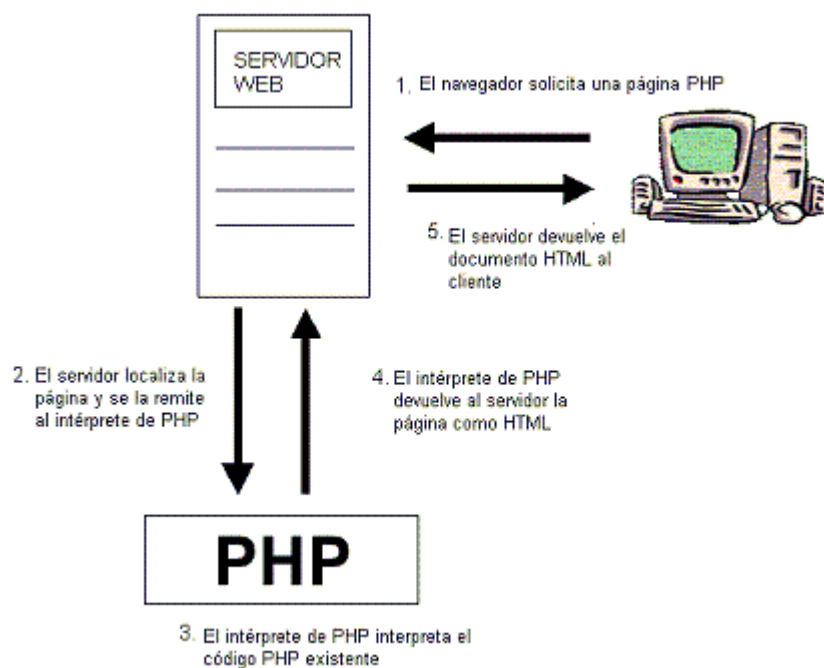 SERVIDOR
WEB
1. El navegador solicita una página PHP
5. El servidor devuelve el
documento HTML al
cliente
2. El servidor localiza la
página y se la remite
al intérprete de PHP
4. El intérprete de PHP
devuelve al servidor la
página como HTML
PHP
3. El intérprete de PHP interpreta el
código PHP existente